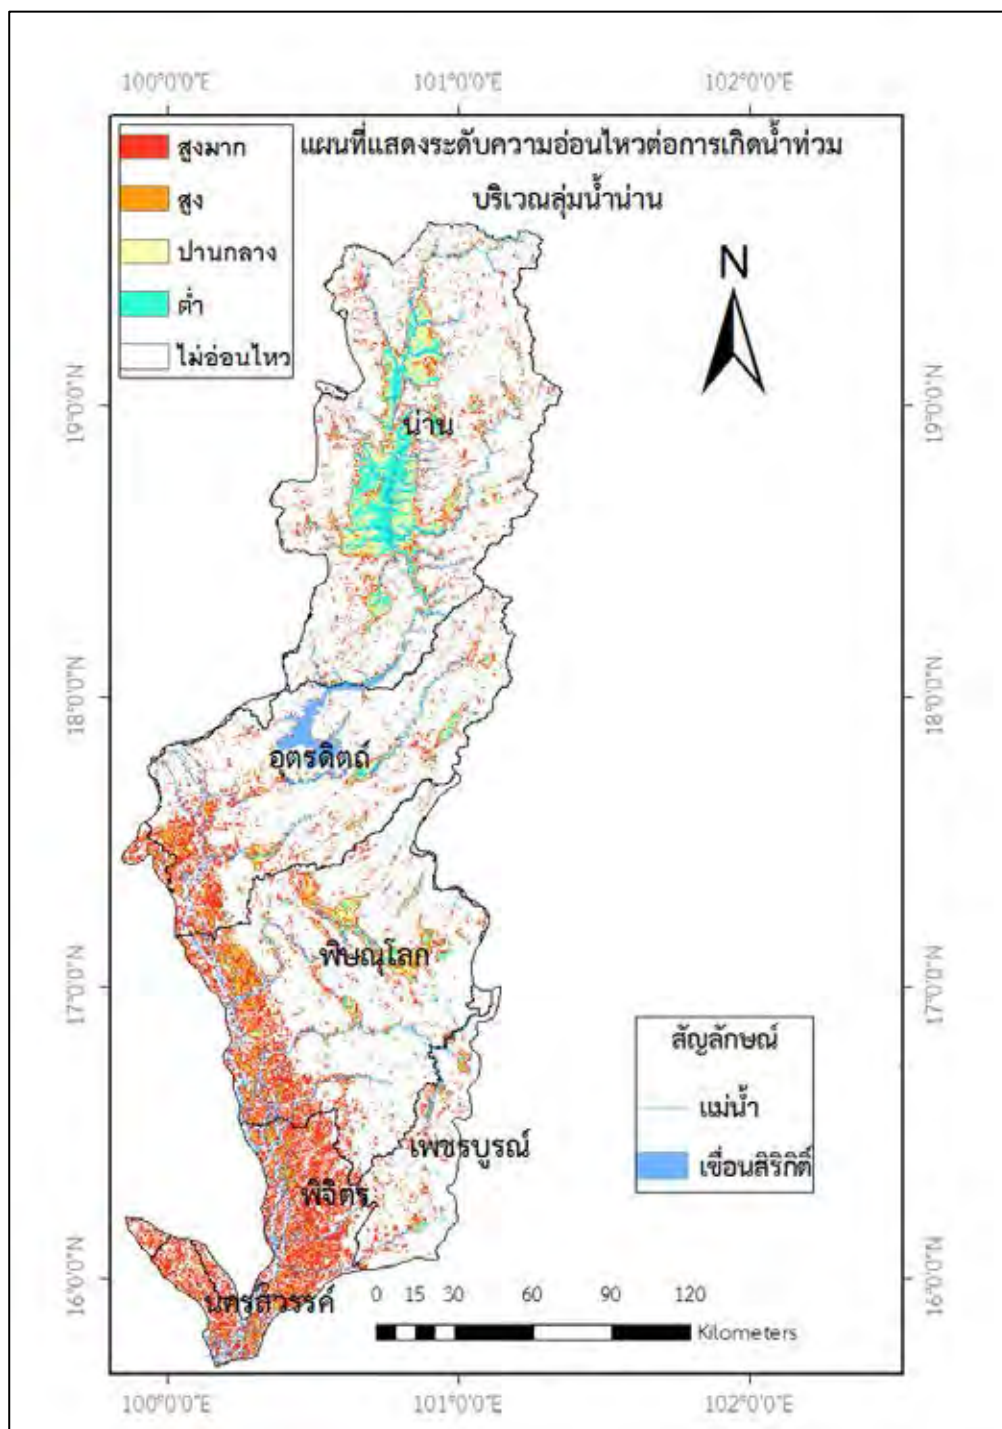 100°0'0"E 101°0'0"E 102°0'0"E
สูงมาก
สูง
ปานกลาง
ต่ำ
ไม่อ่อนไหว
แผนที่แสดงระดับความอ่อนไหวต่อการเกิดน้ำท่วม
บริเวณลุ่มน้ำน่าน
N
19°0'0"N 19°0'0"N
น่าน
18°0'0"N 18°0'0"N
อุตรดิตถ์
พิษณุโลก
17°0'0"N 17°0'0"N
สัญลักษณ์
แม่น้ำ
เขื่อนสิริกิติ์
เพชรบูรณ์
พิจิตร
16°0'0"N 16°0'0"N
นครสวรรค์
0 15 30 60 90 120
Kilometers
100°0'0"E 101°0'0"E 102°0'0"E